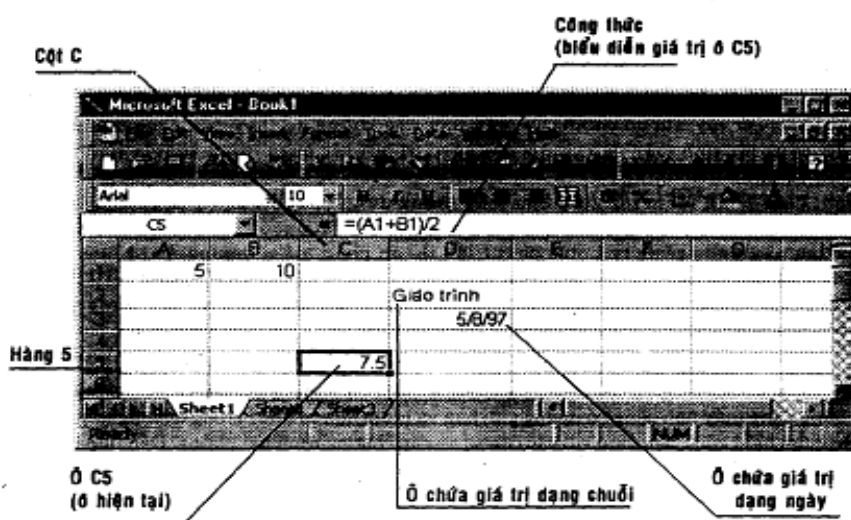 Công thức
(biểu diễn giá trị ô C5)
Cột C
Microsoft Excel - Book1
Arial 10
C5 =(A1+B1)/2
A B C D E F G
5 10
Giáo trình
5/8/97
Hàng 5
7.5
Sheet1 Sheet2 Sheet3
Ready NUM
Ô C5
(ô hiện tại)
Ô chứa giá trị dạng chuỗi
Ô chứa giá trị
dạng ngày